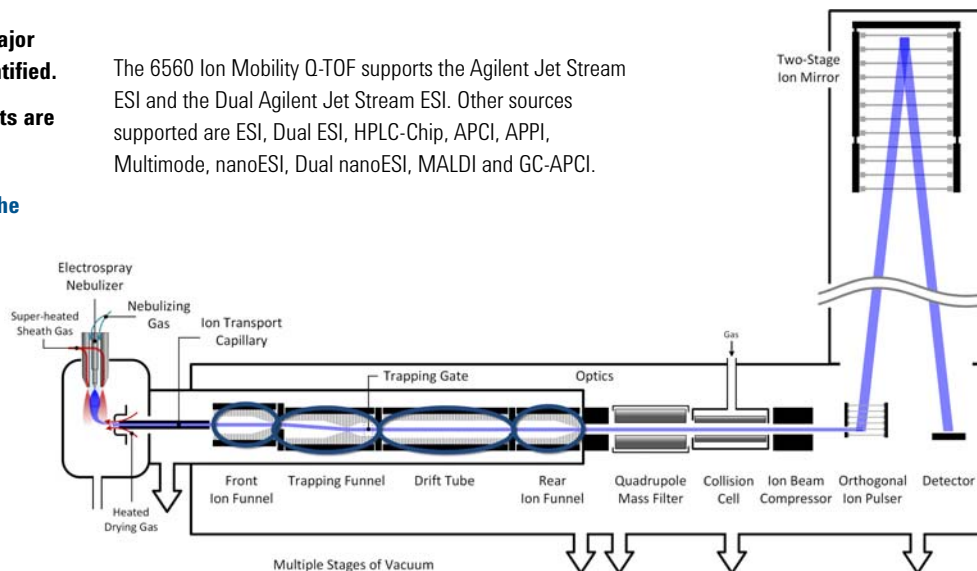 ajor
ntified.
ts are
he
The 6560 Ion Mobility Q-TOF supports the Agilent Jet Stream
ESI and the Dual Agilent Jet Stream ESI. Other sources
supported are ESI, Dual ESI, HPLC-Chip, APCI, APPI,
Multimode, nanoESI, Dual nanoESI, MALDI and GC-APCI.
Two-Stage
Ion Mirror
Electrospray
Nebulizer
Super-heated
Sheath Gas
Nebulizing
Gas
Ion Transport
Capillary
Trapping Gate
Optics
Gas
Front
Ion Funnel
Trapping Funnel
Drift Tube
Rear
Ion Funnel
Quadrupole
Mass Filter
Collision
Cell
Ion Beam
Compressor
Orthogonal
Ion Pulser
Detector
Heated
Drying Gas
Multiple Stages of Vacuum